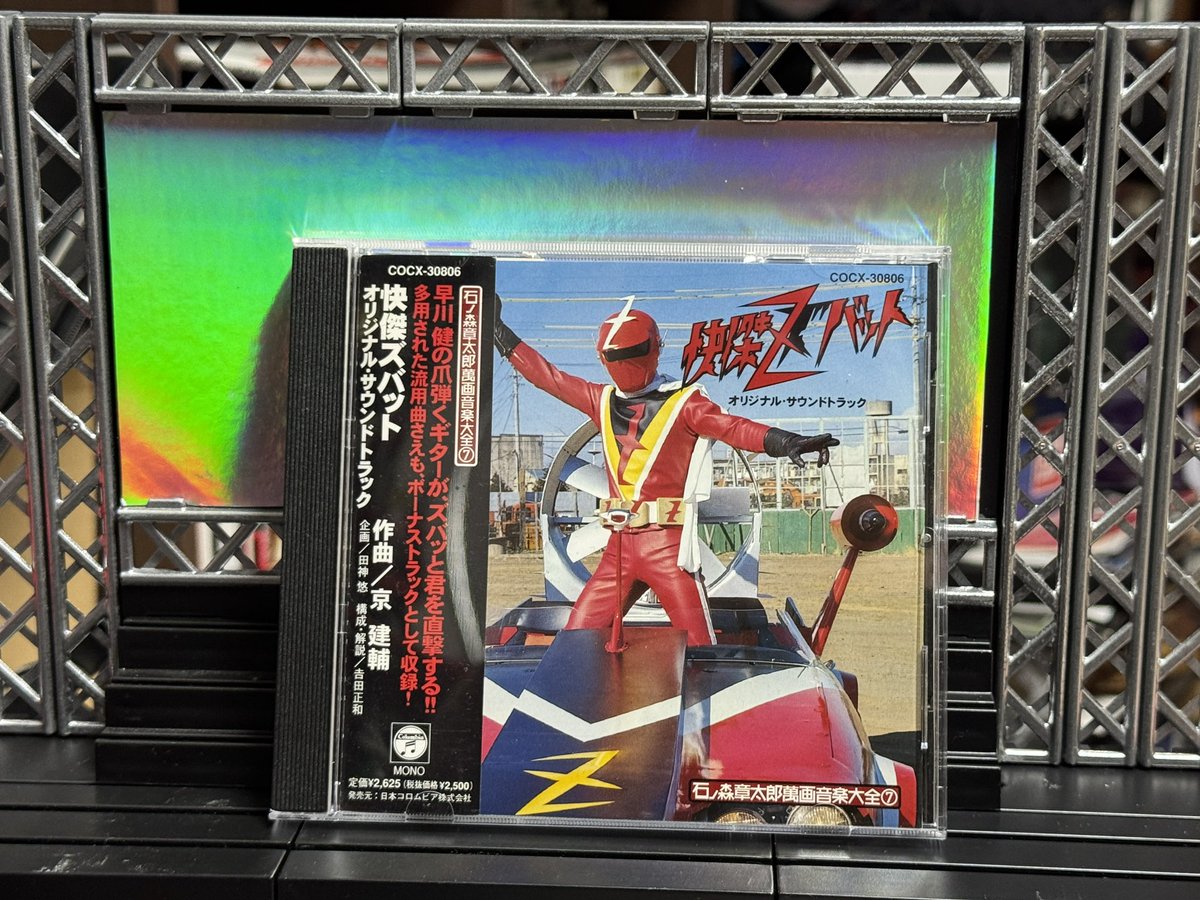 COCX-30806
石ノ森章太郎萬画音楽大全⑦
早川 健の爪弾くギターが、ズバッと君を直撃する!!
多用された流用曲さえも、ボーナストラックとして収録!
快傑ズバット
オリジナル・サウンドトラック
作曲/京 建輔
企画/田神 悠 構成・解説/吉田正和
Columbia
MONO
定価¥2,625(税抜価格¥2,500)
発売元:日本コロムビア株式会社
COCX-30806
快傑ズバット
オリジナル・サウンドトラック
石ノ森章太郎萬画音楽大全⑦